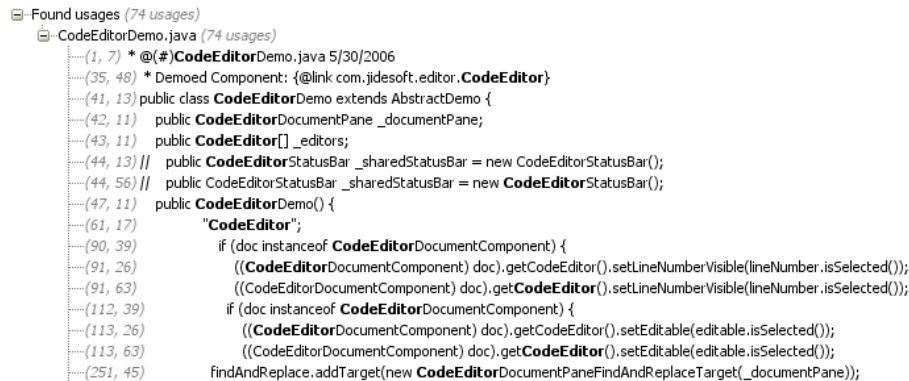 Found usages (74 usages)
CodeEditorDemo.java (74 usages)
(1, 7) * @(#)CodeEditorDemo.java 5/30/2006
(35, 48) * Demoed Component: {@link com.jidesoft.editor.CodeEditor}
(41, 13) public class CodeEditorDemo extends AbstractDemo {
(42, 11) public CodeEditorDocumentPane _documentPane;
(43, 11) public CodeEditor[] _editors;
(44, 13) // public CodeEditorStatusBar _sharedStatusBar = new CodeEditorStatusBar();
(44, 56) // public CodeEditorStatusBar _sharedStatusBar = new CodeEditorStatusBar();
(47, 11) public CodeEditorDemo() {
(61, 17) "CodeEditor";
(90, 39) if (doc instanceof CodeEditorDocumentComponent) {
(91, 26) ((CodeEditorDocumentComponent) doc).getCodeEditor().setLineNumberVisible(lineNumber.isSelected());
(91, 63) ((CodeEditorDocumentComponent) doc).getCodeEditor().setLineNumberVisible(lineNumber.isSelected());
(112, 39) if (doc instanceof CodeEditorDocumentComponent) {
(113, 26) ((CodeEditorDocumentComponent) doc).getCodeEditor().setEditable(editable.isSelected());
(113, 63) ((CodeEditorDocumentComponent) doc).getCodeEditor().setEditable(editable.isSelected());
(251, 45) findAndReplace.addTarget(new CodeEditorDocumentPaneFindAndReplaceTarget(_documentPane));